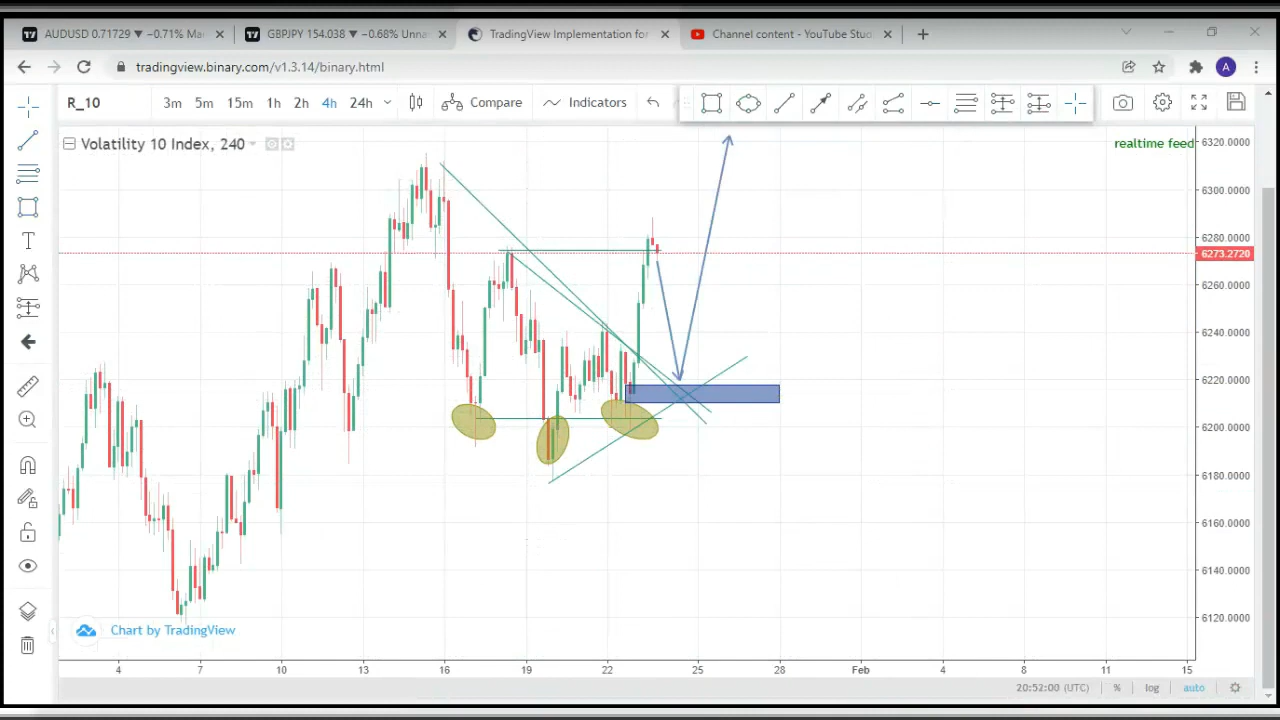 AUDUSD 0.71729 ▼ −0.71% Ma
GBPJPY 154.038 ▼ −0.68% Unna
TradingView Implementation for
Channel content - YouTube Stud
tradingview.binary.com/v1.3.14/binary.html
A
R_10
3m 5m 15m 1h 2h 4h 24h
Compare
Indicators
Volatility 10 Index, 240
realtime feed
6320.0000
6300.0000
6280.0000
6273.2720
6260.0000
6240.0000
6220.0000
6200.0000
6180.0000
6160.0000
6140.0000
6120.0000
Chart by TradingView
4 7 10 13 16 19 22 25 28 Feb 4 8 11 15
20:52:00 (UTC) % log auto